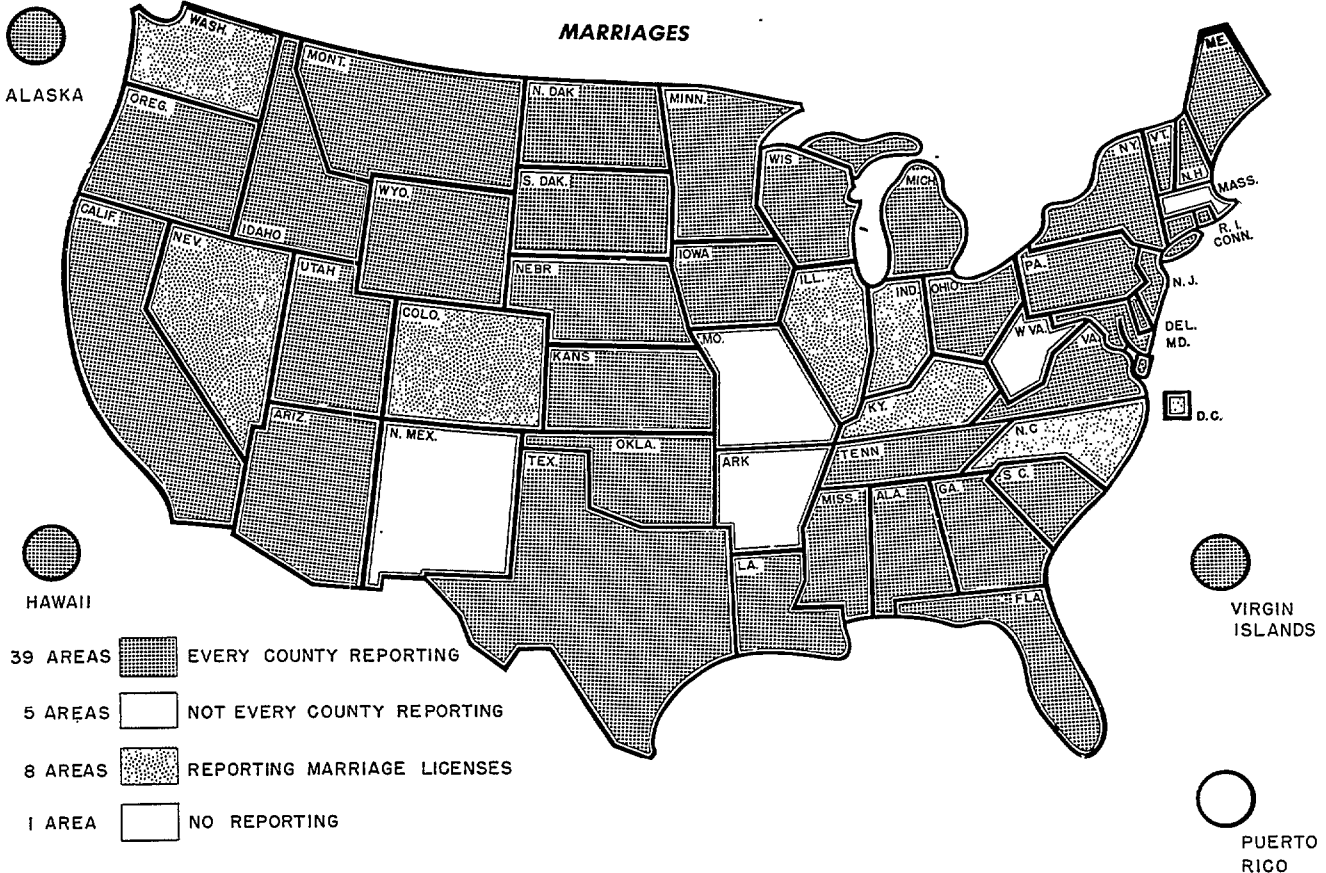 MARRIAGES
ALASKA
WASH.
MONT.
N. DAK
MINN.
ME.
OREG.
WIS
MICH
N.Y.
VT.
N.H.
MASS.
R. I.
CONN.
S. DAK.
WYO.
IDAHO
CALIF.
NEV.
UTAH
NEBR.
IOWA
ILL.
IND.
OHIO
PA.
N.J.
DEL.
MD.
COLO.
KANS
MO.
W VA.
VA.
KY.
D.C.
ARIZ.
N. MEX.
OKLA.
TEX.
ARK
TENN
N.C
S C.
MISS.
ALA.
GA.
LA.
FLA.
HAWAII
VIRGIN
ISLANDS
39 AREAS EVERY COUNTY REPORTING
5 AREAS NOT EVERY COUNTY REPORTING
8 AREAS REPORTING MARRIAGE LICENSES
1 AREA NO REPORTING
PUERTO
RICO